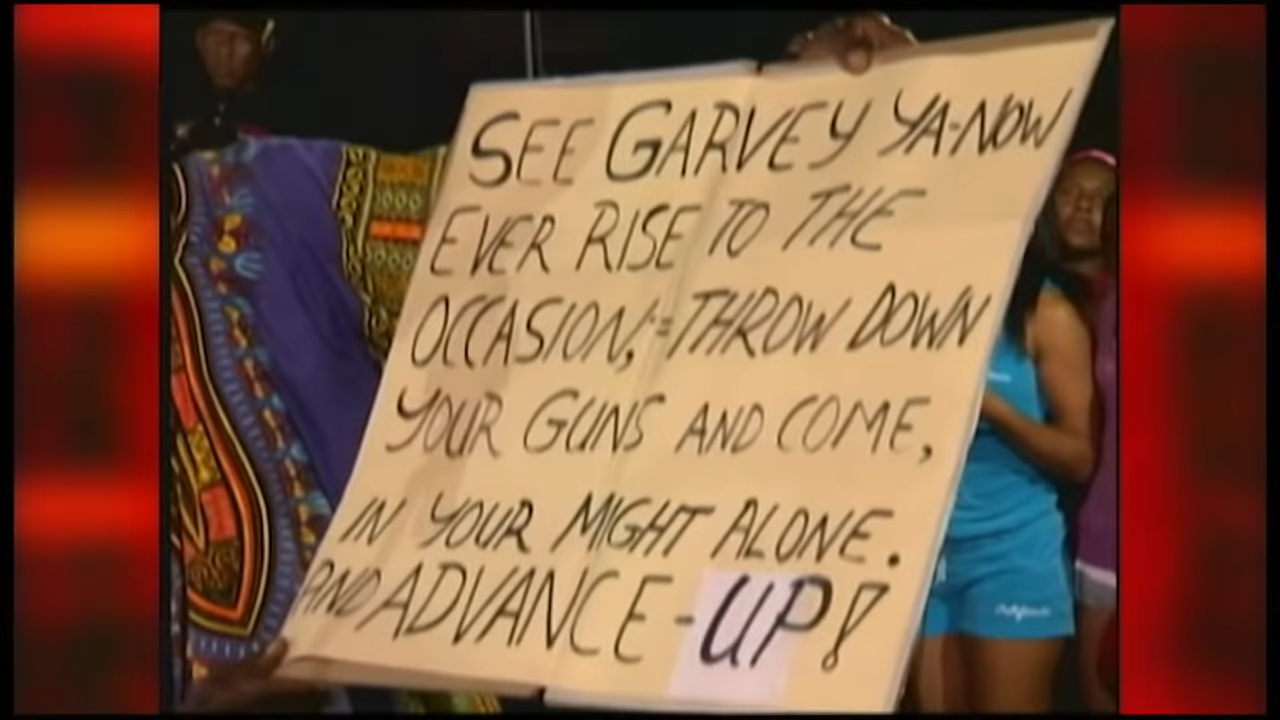 SEE GARVEY YA-NOW
EVER RISE TO THE
OCCASION;=THROW DOWN
YOUR GUNS AND COME,
IN YOUR MIGHT ALONE.
AND ADVANCE-UP!